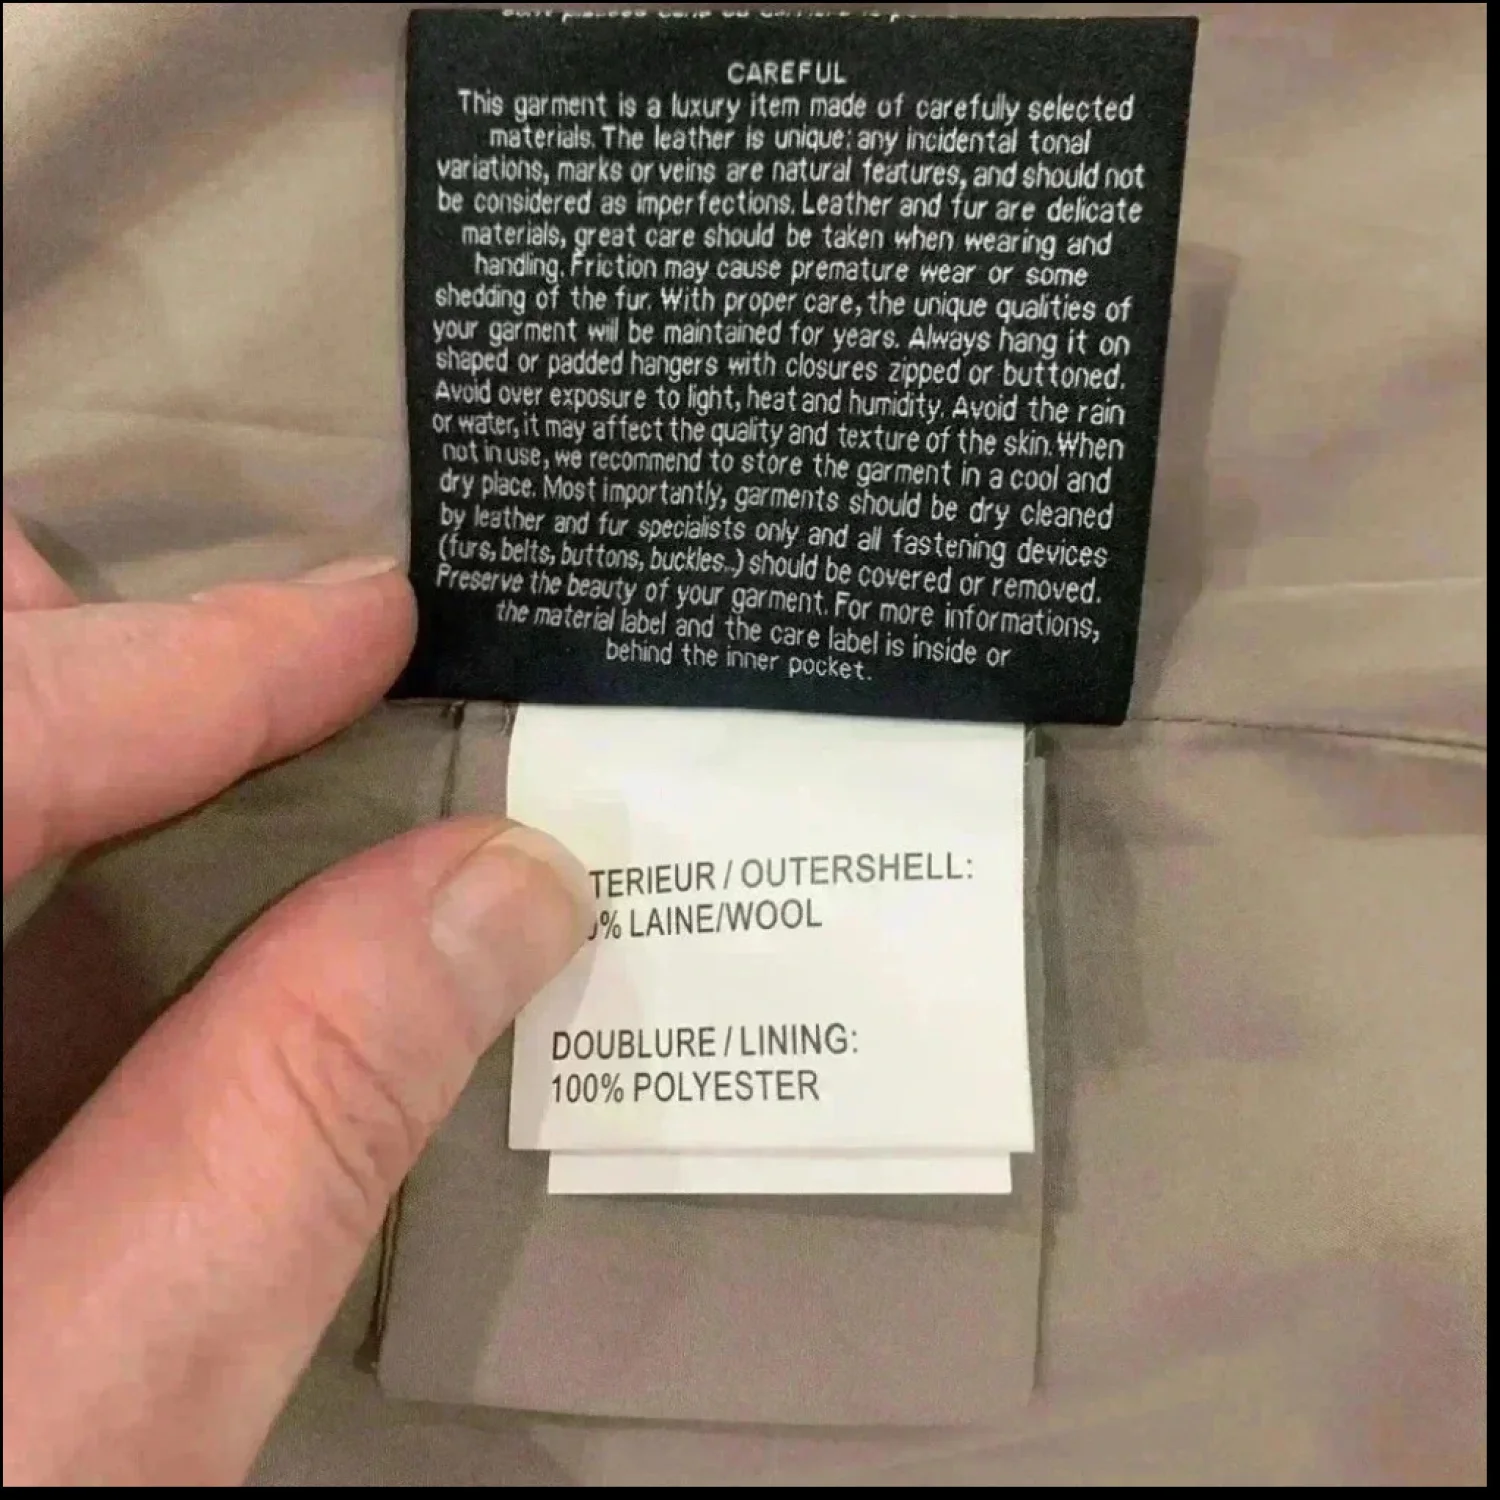 CAREFUL
This garment is a luxury item made of carefully selected
materials. The leather is unique: any incidental tonal
variations, marks or veins are natural features, and should not
be considered as imperfections. Leather and fur are delicate
materials, great care should be taken when wearing and
handling. Friction may cause premature wear or some
shedding of the fur. With proper care, the unique qualities of
your garment will be maintained for years. Always hang it on
shaped or padded hangers with closures zipped or buttoned.
Avoid over exposure to light, heat and humidity. Avoid the rain
or water, it may affect the quality and texture of the skin. When
not in use, we recommend to store the garment in a cool and
dry place. Most importantly, garments should be dry cleaned
by leather and fur specialists only and all fastening devices
(furs, belts, buttons, buckles..) should be covered or removed.
Preserve the beauty of your garment. For more informations,
the material label and the care label is inside or
behind the inner pocket.
TERIEUR / OUTERSHELL:
% LAINE/WOOL
DOUBLURE / LINING:
100% POLYESTER